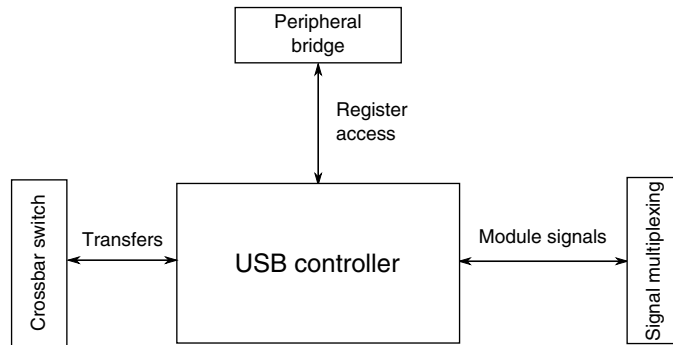 Peripheral
bridge
Register
access
Crossbar switch
Transfers
USB controller
Module signals
Signal multiplexing